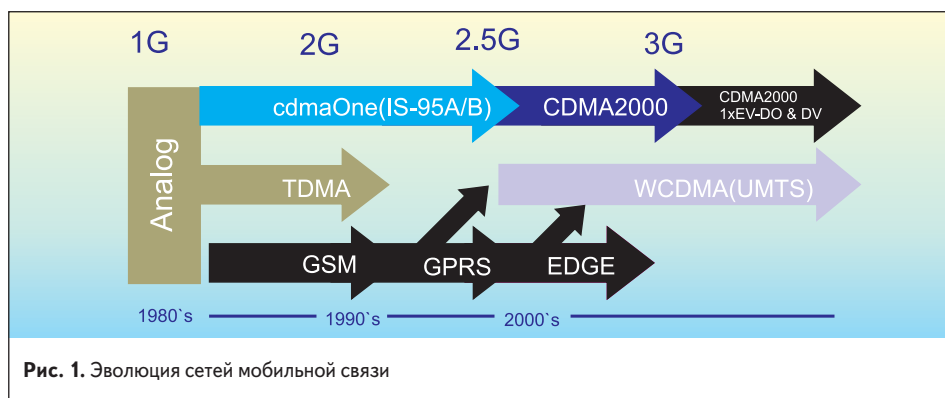 1G 2G 2.5G 3G
Analog
cdmaOne(IS-95A/B)
CDMA2000
CDMA2000
1xEV-DO & DV
TDMA
WCDMA(UMTS)
GSM
GPRS
EDGE
1980`s 1990`s 2000`s
Рис. 1. Эволюция сетей мобильной связи